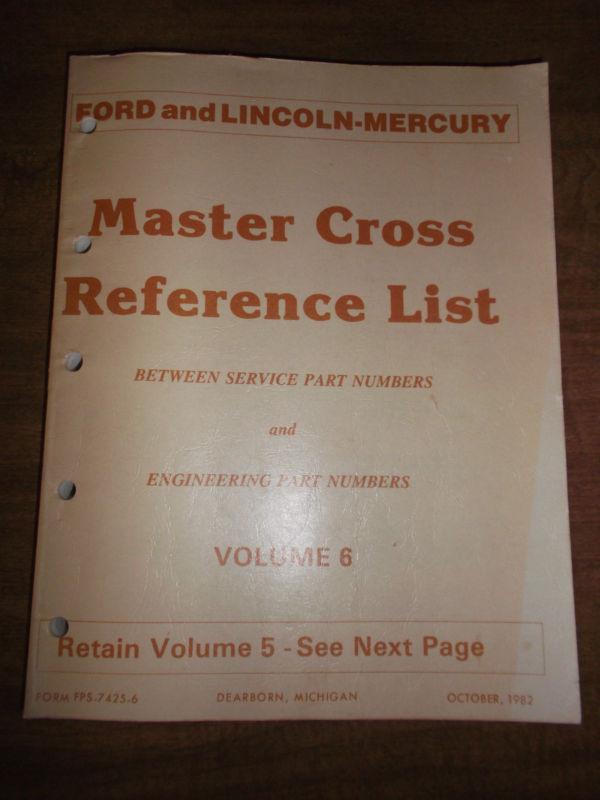 FORD and LINCOLN-MERCURY
Master Cross
Reference List
BETWEEN SERVICE PART NUMBERS
and
ENGINEERING PART NUMBERS
VOLUME 6
Retain Volume 5 - See Next Page
FORM FPS-7425-6 DEARBORN, MICHIGAN OCTOBER, 1982